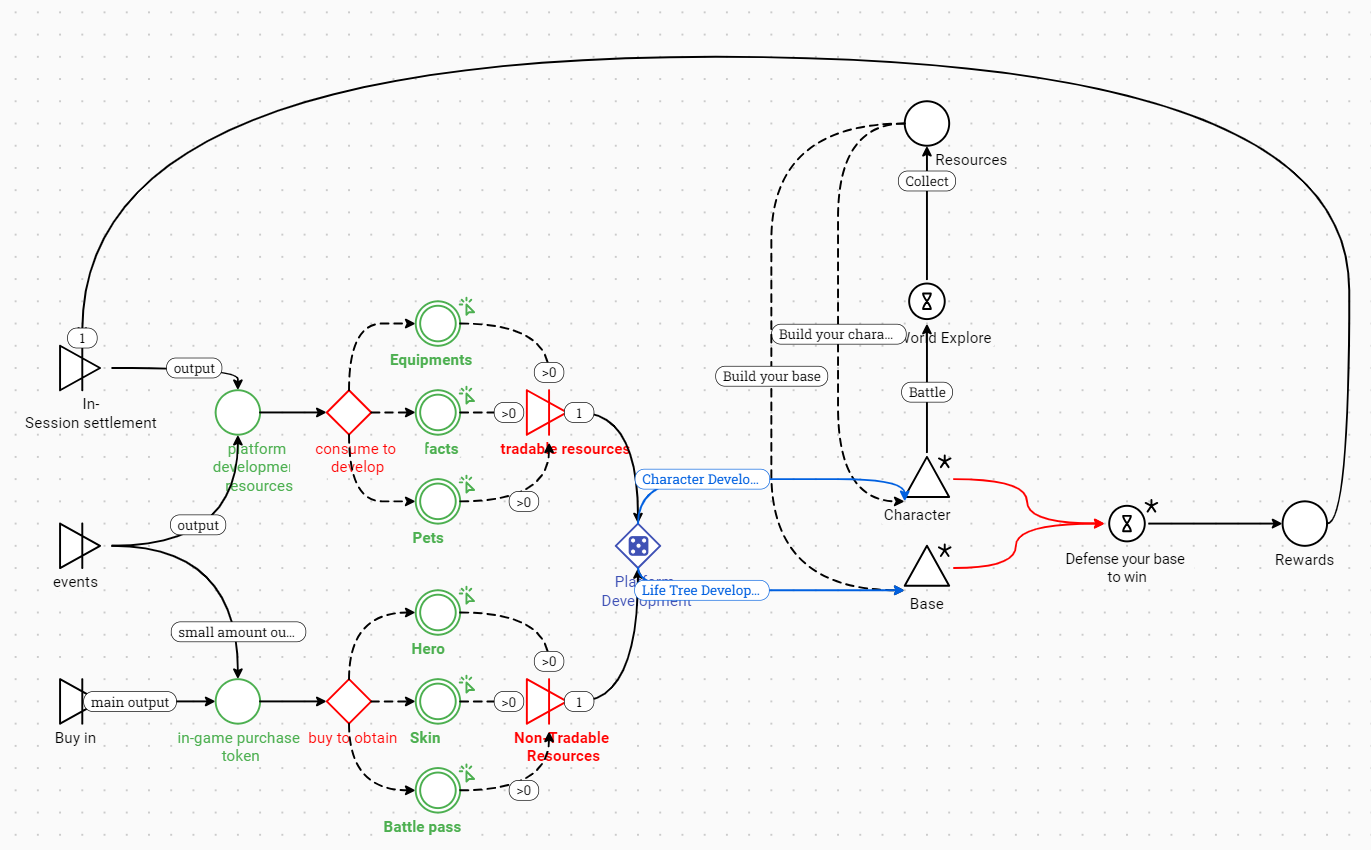 Resources
Collect
World Explore
Build your chara...
Build your base
Battle
1
In-
Session settlement
output
platform
developmen
resources
consume to
develop
Equipments
>0
facts
>0
1
tradable resources
Pets
>0
Character Develo...
Character
Defense your base
to win
Rewards
output
events
Platform
Development
Life Tree Develop...
Base
small amount ou...
Hero
>0
Buy in
main output
in-game purchase
token
buy to obtain
Skin
>0
1
Non-Tradable
Resources
Battle pass
>0